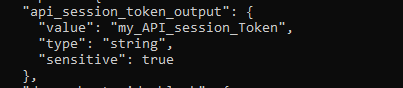 "api_session_token_output": {
"value": "my_API_session_Token",
"type": "string",
"sensitive": true
},